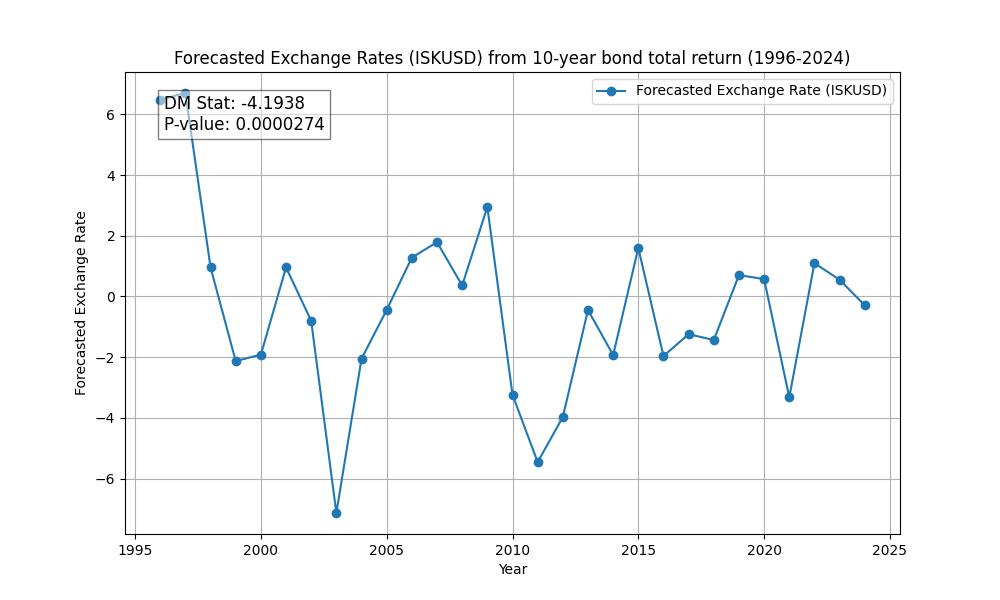 Forecasted Exchange Rates (ISKUSD) from 10-year bond total return (1996-2024)
DM Stat: -4.1938
P-value: 0.0000274
Forecasted Exchange Rate (ISKUSD)
Forecasted Exchange Rate
6
4
2
0
−2
−4
−6
1995 2000 2005 2010 2015 2020 2025
Year